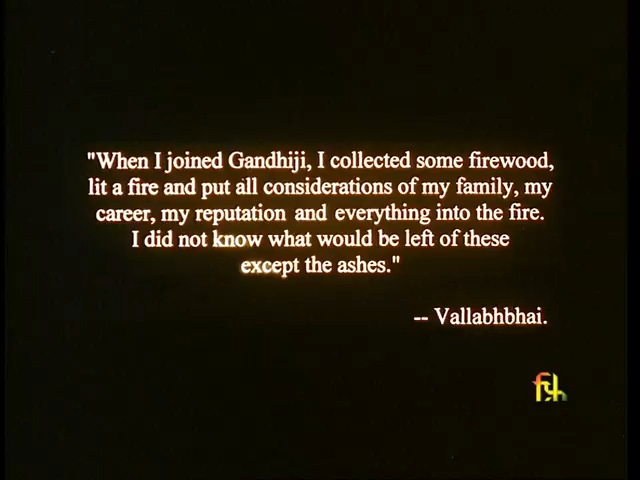 "When I joined Gandhiji, I collected some firewood,
lit a fire and put all considerations of my family, my
career, my reputation and everything into the fire.
I did not know what would be left of these
except the ashes."
-- Vallabhbhai.